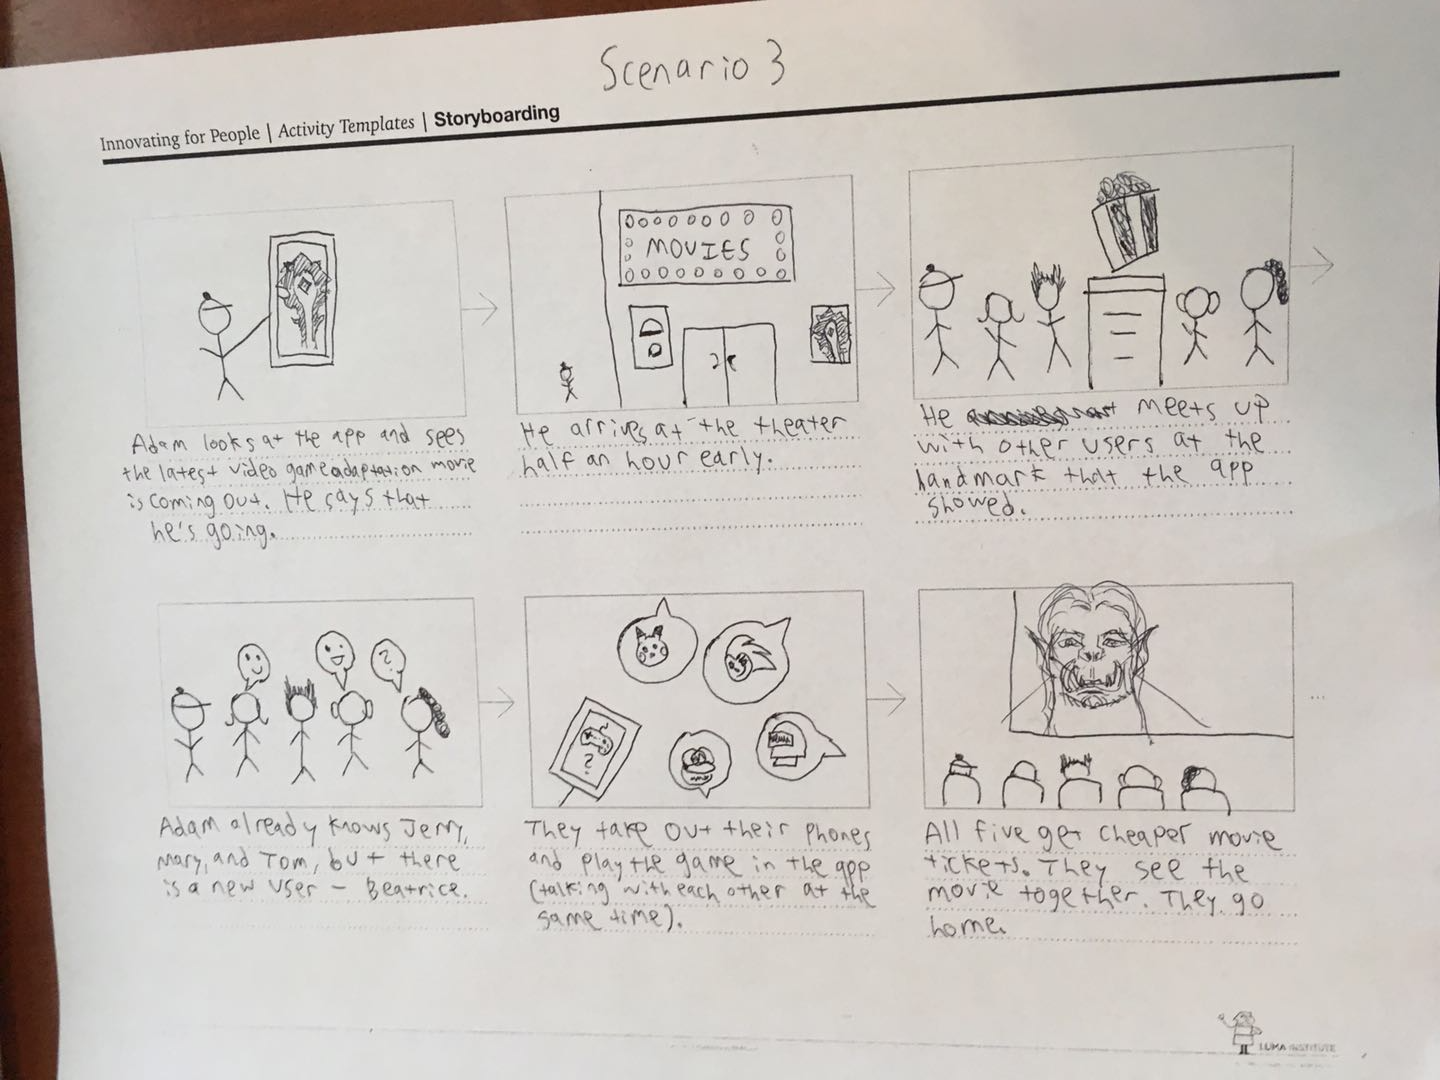 Scenario 3
Innovating for People | Activity Templates | Storyboarding
MOVIES
Adam looks at the app and sees
the latest video game adaptation movie
is coming out. He says that
he's going.
He arrives at the theater
half an hour early.
He meets up
with other users at the
landmark that the app
showed.
?
Adam already knows Jerry,
Mary, and Tom, but there
is a new user - Beatrice.
?
They take out their phones
and play the game in the app
(talking with each other at the
same time).
All five get cheaper movie
tickets. They see the
movie together. They go
home.
...
LUMA INSTITUTE